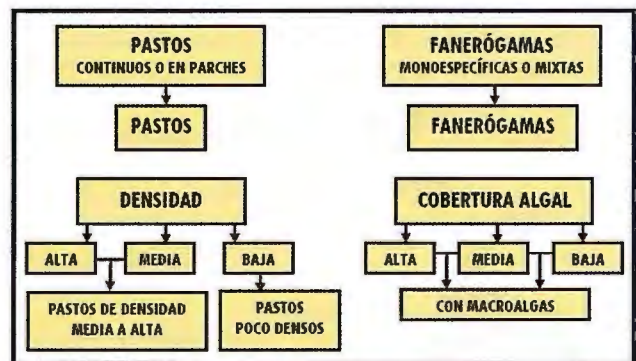 PASTOS
CONTINUOS O EN PARCHES
PASTOS
FANERÓGAMAS
MONOESPECÍFICAS O MIXTAS
FANERÓGAMAS
DENSIDAD
ALTA
MEDIA
BAJA
PASTOS DE DENSIDAD
MEDIA A ALTA
PASTOS
POCO DENSOS
COBERTURA ALGAL
ALTA
MEDIA
BAJA
CON MACROALGAS